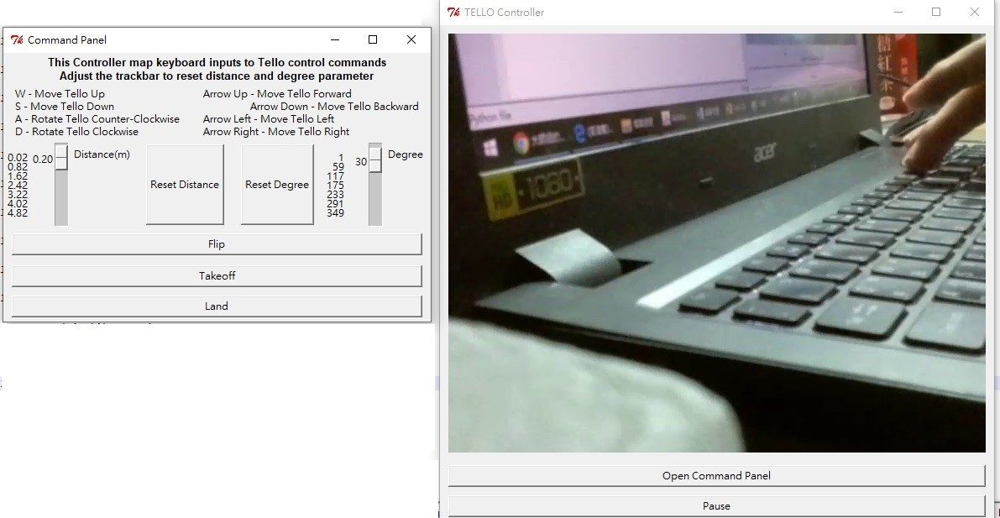 Command Panel
This Controller map keyboard inputs to Tello control commands
Adjust the trackbar to reset distance and degree parameter
W - Move Tello Up
S - Move Tello Down
A - Rotate Tello Counter-Clockwise
D - Rotate Tello Clockwise
Arrow Up - Move Tello Forward
Arrow Down - Move Tello Backward
Arrow Left - Move Tello Left
Arrow Right - Move Tello Right
0.02
0.82
1.62
2.42
3.22
4.02
4.82
0.20
Distance(m)
Reset Distance
Reset Degree
1
59
117
175
233
291
349
30
Degree
Flip
Takeoff
Land
TELLO Controller
Python file
acer
HD
1080
糖紅茶
Open Command Panel
Pause